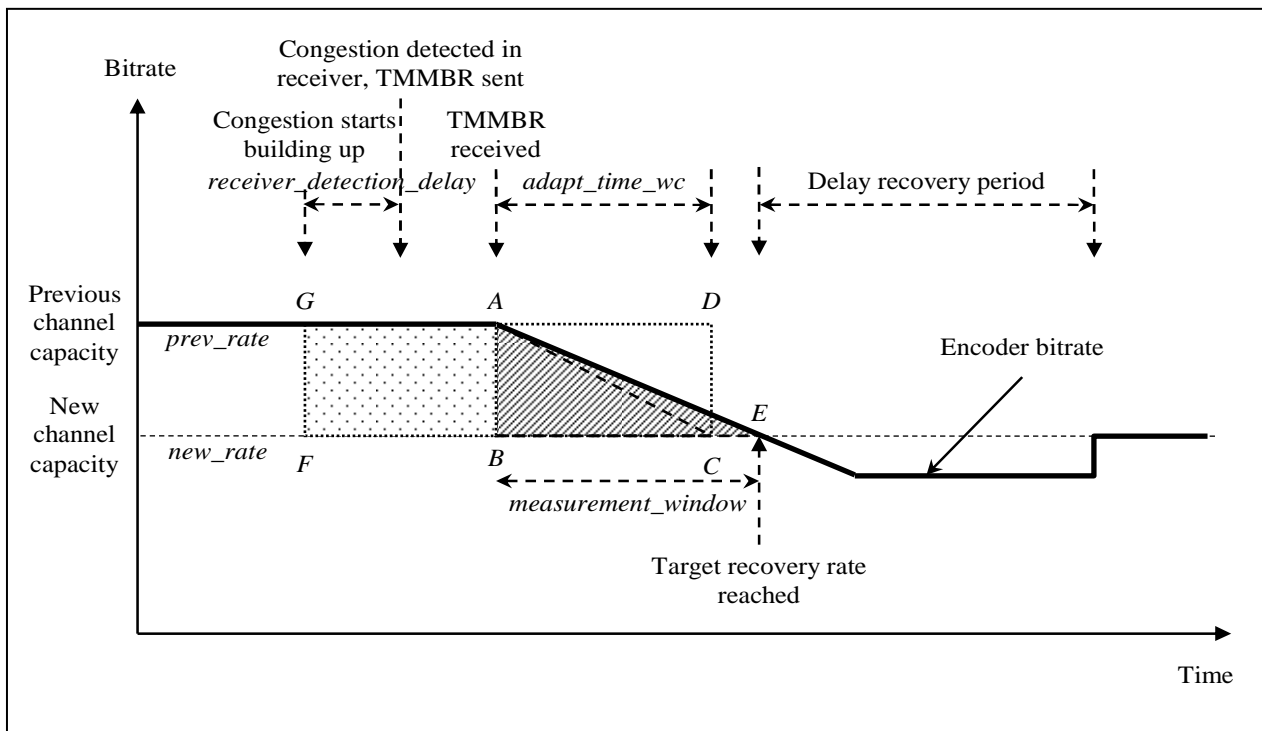 Congestion detected in
receiver, TMMBR sent
Bitrate
Congestion starts
building up
receiver_detection_delay
TMMBR
received
adapt_time_wc
Delay recovery period
Previous
channel
capacity
G
A
D
prev_rate
Encoder bitrate
New
channel
capacity
E
new_rate
F
B
C
measurement_window
Target recovery rate
reached
Time